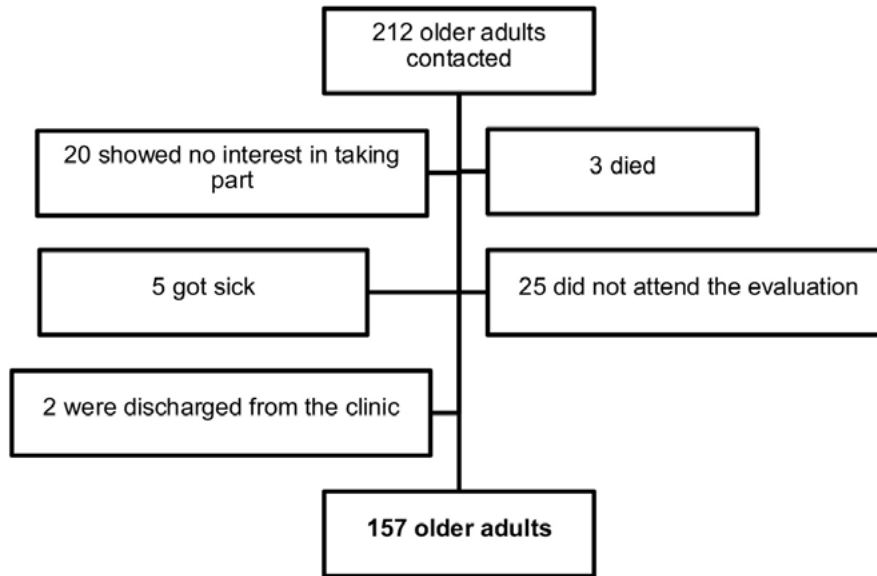 212 older adults
contacted
20 showed no interest in taking
part
3 died
5 got sick
25 did not attend the evaluation
2 were discharged from the clinic
157 older adults